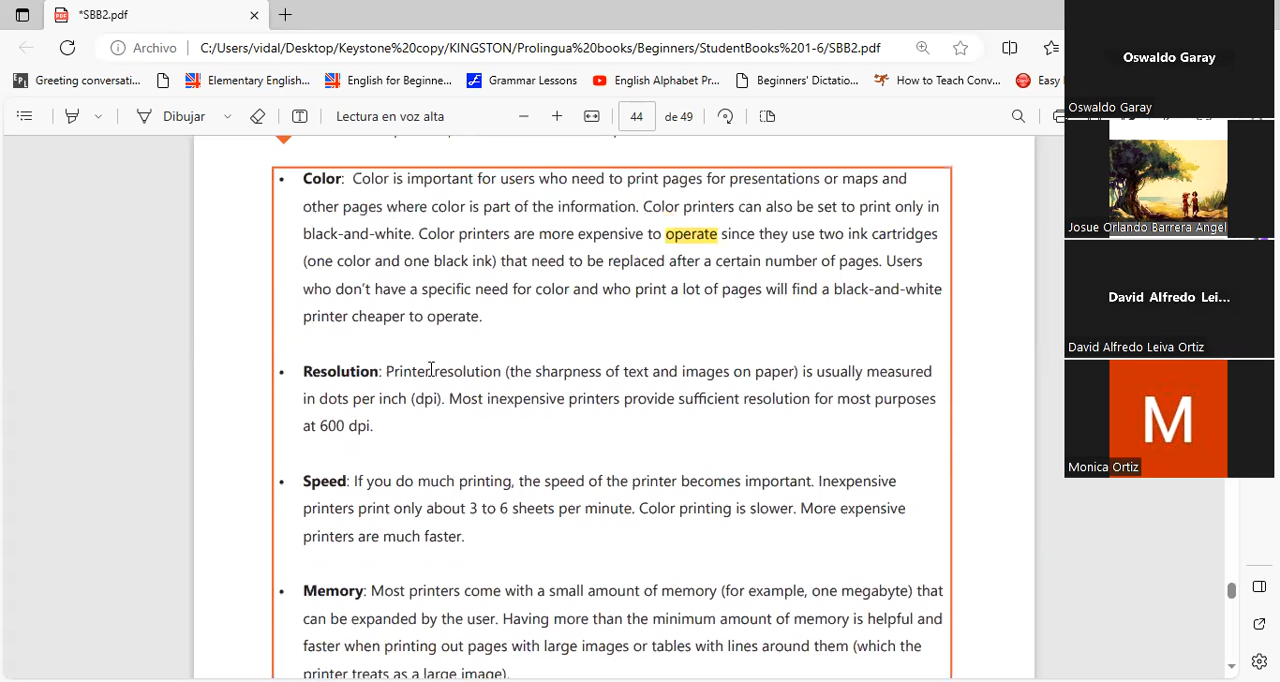 *SBB2.pdf
Archivo
C:/Users/vidal/Desktop/Keystone%20copy/KINGSTON/Prolingua%20books/Beginners/StudentBooks%201-6/SBB2.pdf
Greeting conversati...
Elementary English...
English for Beginne...
Grammar Lessons
English Alphabet Pr...
Beginners' Dictatio...
How to Teach Conv...
Easy
Dibujar
Lectura en voz alta
44
de 49
• Color: Color is important for users who need to print pages for presentations or maps and
other pages where color is part of the information. Color printers can also be set to print only in
black-and-white. Color printers are more expensive to operate since they use two ink cartridges
(one color and one black ink) that need to be replaced after a certain number of pages. Users
who don't have a specific need for color and who print a lot of pages will find a black-and-white
printer cheaper to operate.
• Resolution: Printer resolution (the sharpness of text and images on paper) is usually measured
in dots per inch (dpi). Most inexpensive printers provide sufficient resolution for most purposes
at 600 dpi.
• Speed: If you do much printing, the speed of the printer becomes important. Inexpensive
printers print only about 3 to 6 sheets per minute. Color printing is slower. More expensive
printers are much faster.
• Memory: Most printers come with a small amount of memory (for example, one megabyte) that
can be expanded by the user. Having more than the minimum amount of memory is helpful and
faster when printing out pages with large images or tables with lines around them (which the
printer treats as a large image).
Oswaldo Garay
Oswaldo Garay
Josue Orlando Barrera Angel
David Alfredo Lei...
David Alfredo Leiva Ortiz
M
Monica Ortiz